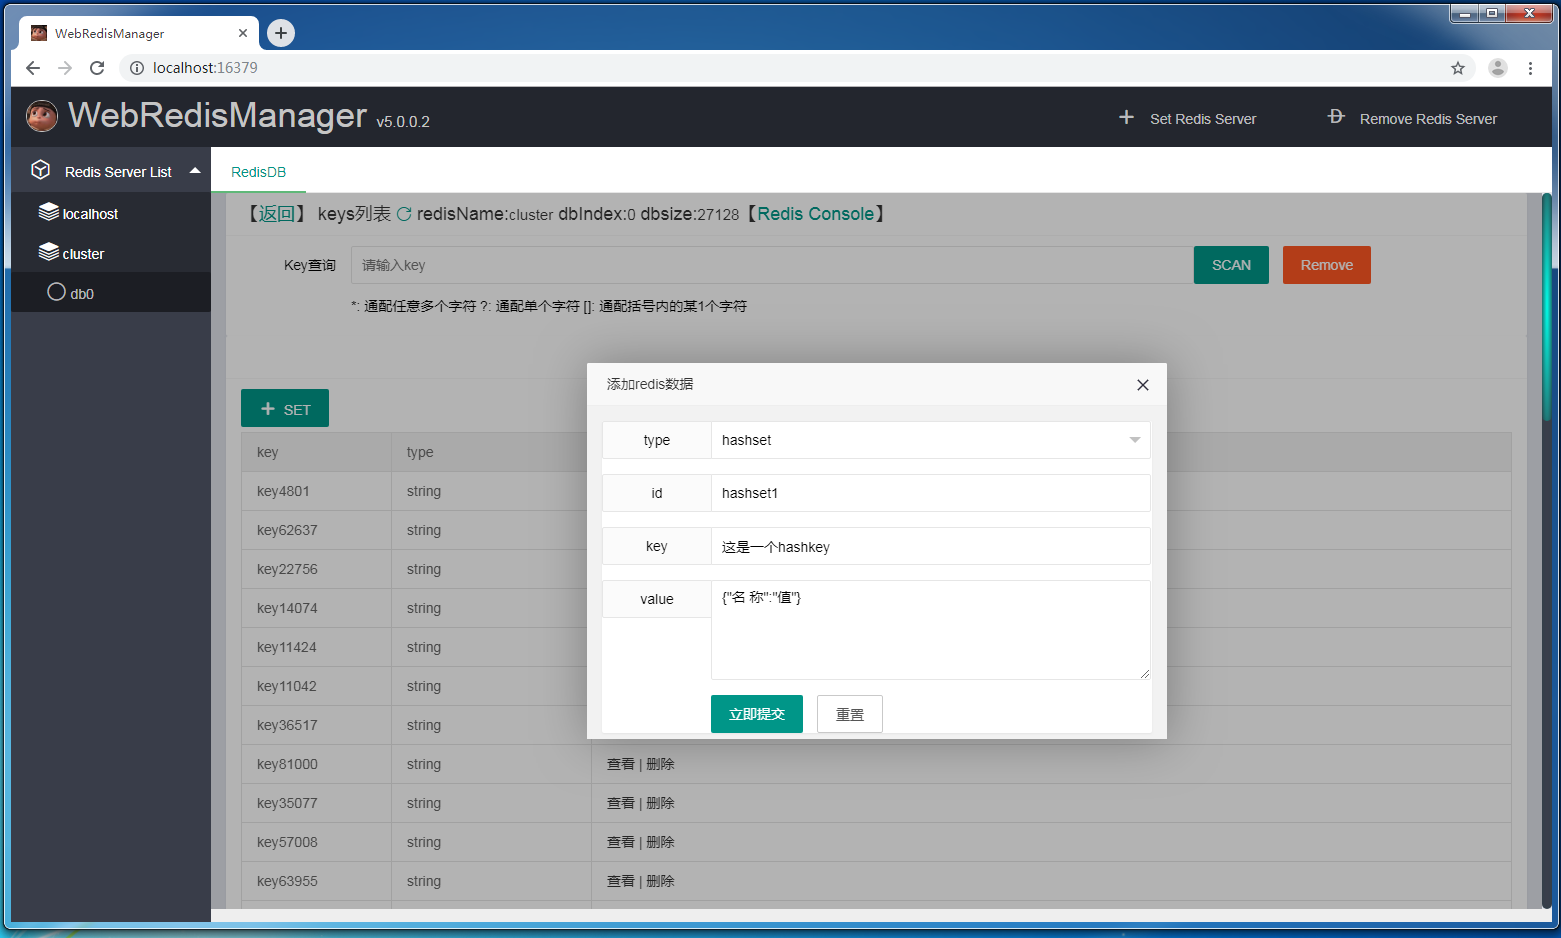 WebRedisManager
localhost:16379
WebRedisManager v5.0.0.2
Set Redis Server
Remove Redis Server
Redis Server List
RedisDB
localhost
cluster
db0
【返回】 keys列表 redisName:cluster dbIndex:0 dbsize:27128【Redis Console】
Key查询
请输入key
SCAN
Remove
*: 通配任意多个字符 ?: 通配单个字符 []: 通配括号内的某1个字符
添加redis数据
type
hashset
id
hashset1
key
这是一个hashkey
value
{"名 称":"值"}
立即提交
重置
SET
key type
key4801 string
key62637 string
key22756 string
key14074 string
key11424 string
key11042 string
key36517 string
key81000 string 查看 | 删除
key35077 string 查看 | 删除
key57008 string 查看 | 删除
key63955 string 查看 | 删除